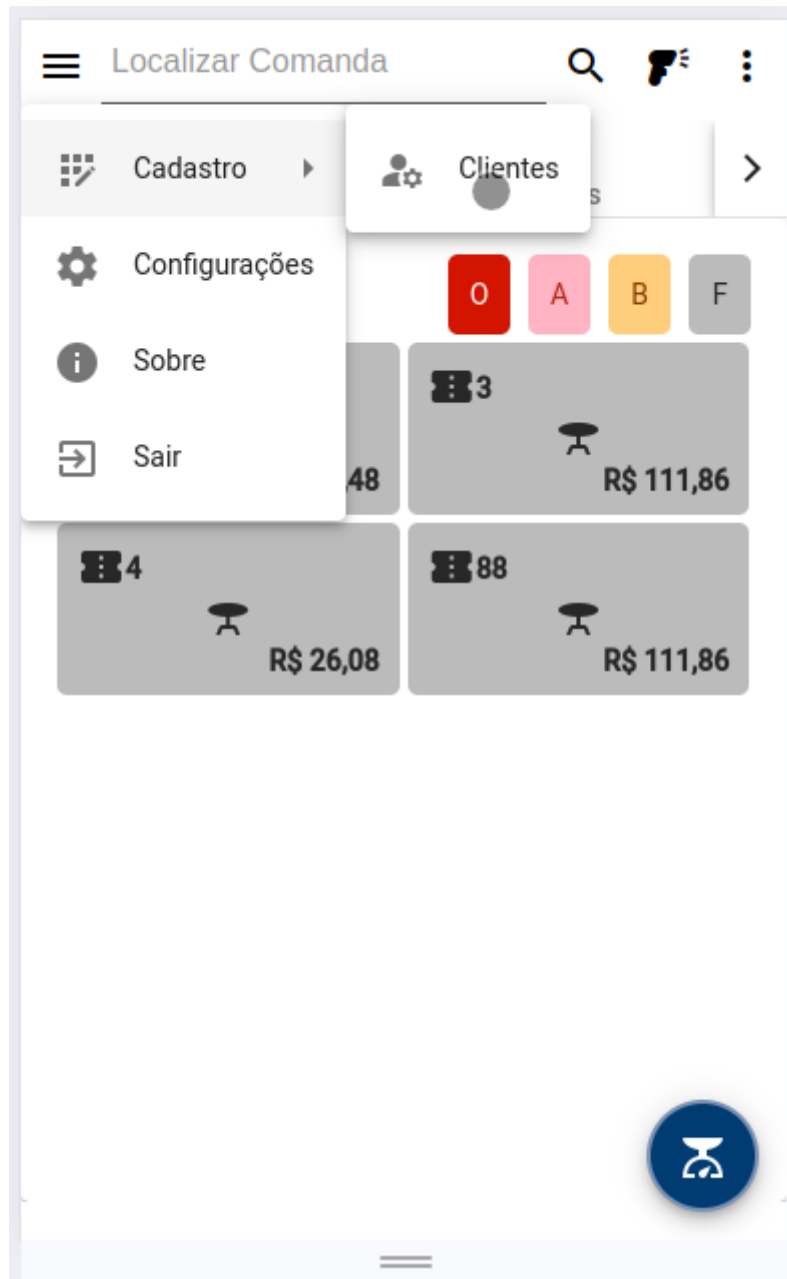 Localizar Comanda
Cadastro
Clientes
s
Configurações
O A B F
Sobre
3
Sair
,48
R$ 111,86
4
88
R$ 26,08
R$ 111,86